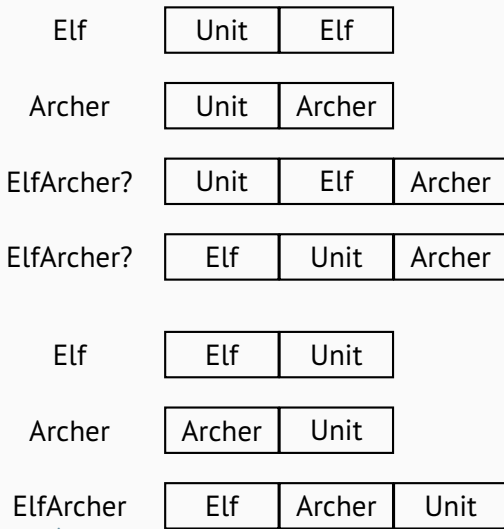 Elf Unit Elf
Archer Unit Archer
ElfArcher? Unit Elf Archer
ElfArcher? Elf Unit Archer
Elf Elf Unit
Archer Archer Unit
ElfArcher Elf Archer Unit